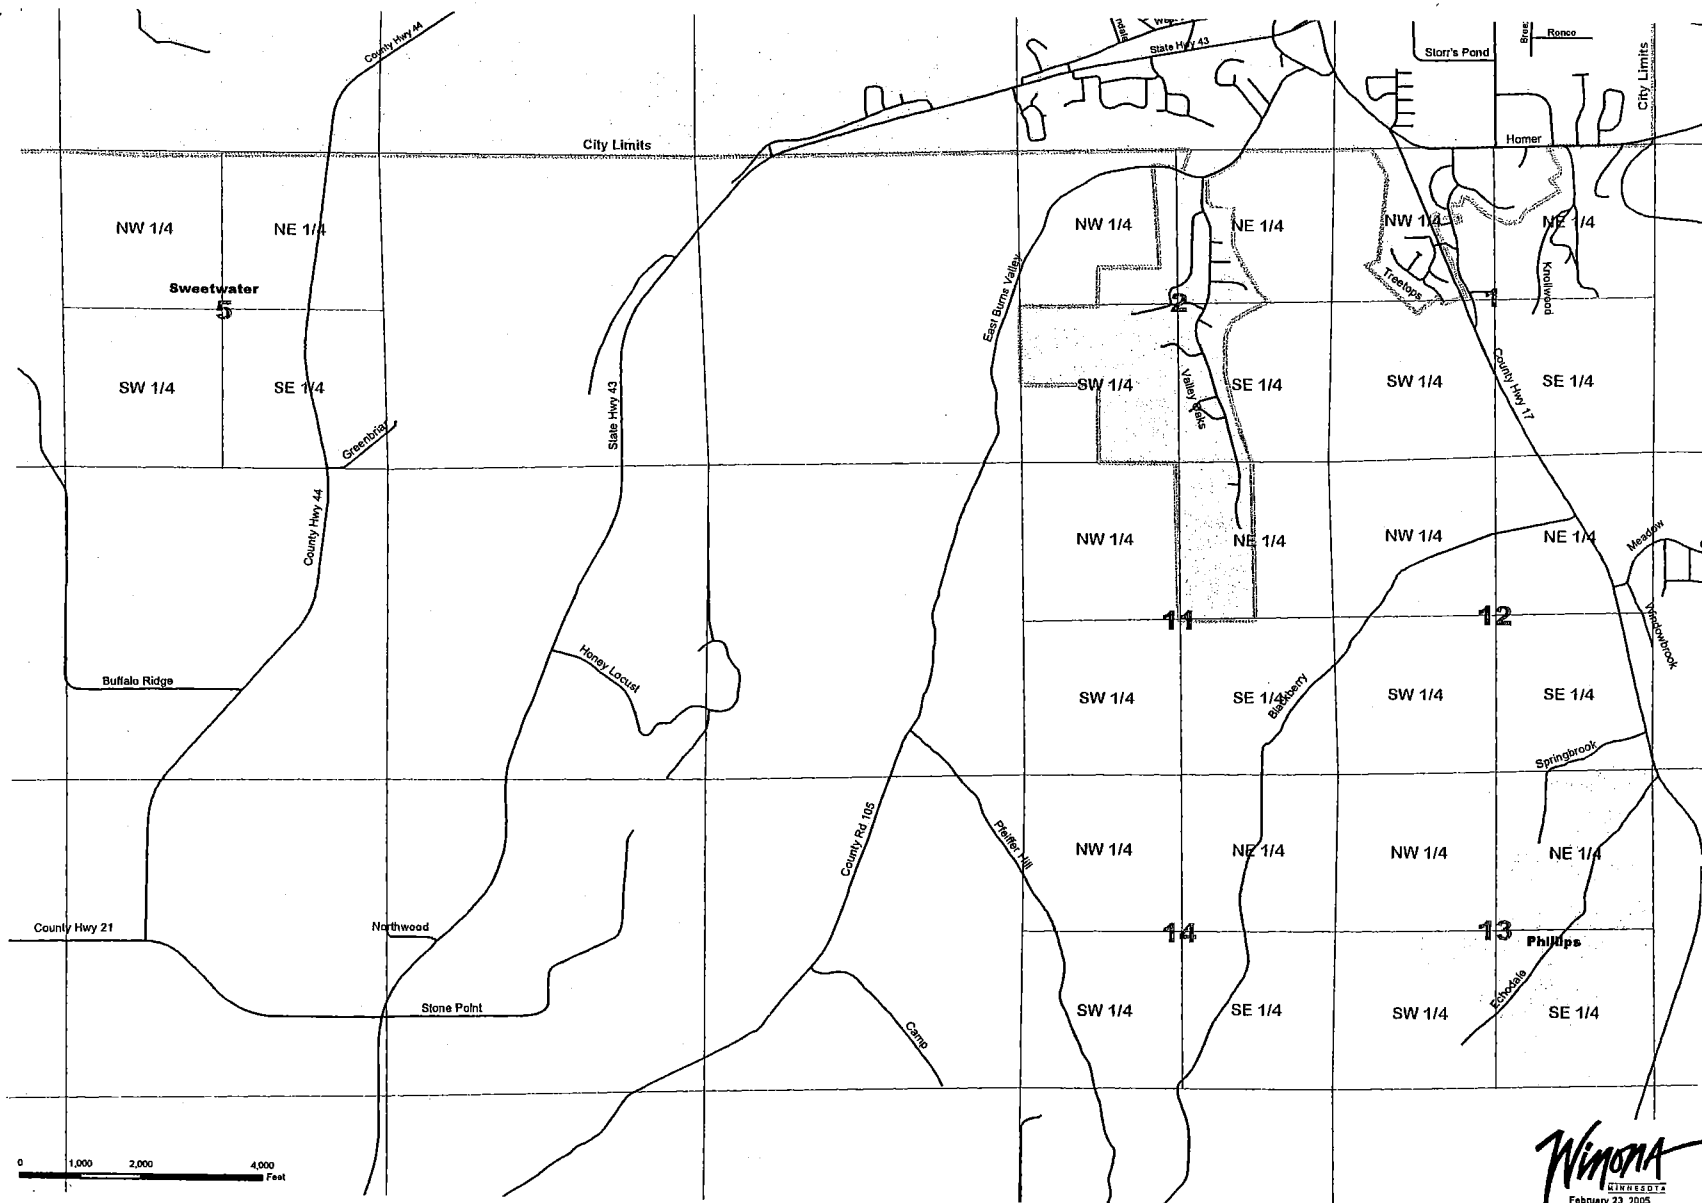 County Hwy 44
State Hwy 43
Storr's Pond
Ronco
City Limits
City Limits
Homer
NW 1/4
NE 1/4
NW 1/4
NE 1/4
NW 1/4
NE 1/4
Sweetwater
5
East Burns Valley
2
Treetops
1
Knollwood
SW 1/4
SE 1/4
SW 1/4
SE 1/4
SW 1/4
SE 1/4
State Hwy 43
Valley Oaks
County Hwy 17
Greenbriar
County Hwy 44
NW 1/4
NE 1/4
NW 1/4
NE 1/4
Meadow
11
12
Windowbrook
Honey Locust
Buffalo Ridge
SW 1/4
SE 1/4
Blackberry
SW 1/4
SE 1/4
Springbrook
County Rd 105
Pfeiffer Hill
NW 1/4
NE 1/4
NW 1/4
NE 1/4
County Hwy 21
Northwood
14
13
Phillips
Stone Point
Echodale
Camp
SW 1/4
SE 1/4
SW 1/4
SE 1/4
0 1,000 2,000 4,000
Feet
Winona
MINNESOTA
February 23, 2005